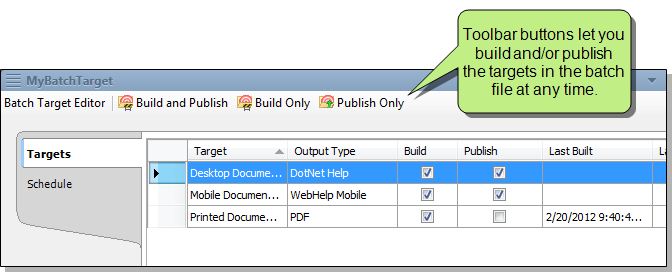 Toolbar buttons let you
build and/or publish
the targets in the batch
file at any time.
MyBatchTarget
Batch Target Editor Build and Publish Build Only Publish Only
Targets
Schedule
Target Output Type Build Publish Last Built La
Desktop Docume... DotNet Help
Mobile Documen... WebHelp Mobile
Printed Docume... PDF 2/20/2012 9:40:4...